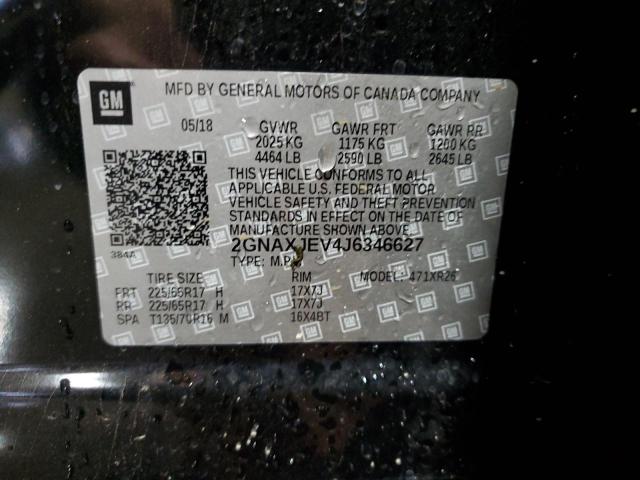 GM
MFD BY GENERAL MOTORS OF CANADA COMPANY
05/18 GVWR GAWR FRT GAWR RR
2025 KG 1175 KG 1200 KG
4464 LB 2590 LB 2645 LB
THIS VEHICLE CONFORMS TO ALL
APPLICABLE U.S. FEDERAL MOTOR
VEHICLE SAFETY AND THEFT PREVENTION
STANDARDS IN EFFECT ON THE DATE OF
MANUFACTURE SHOWN ABOVE.
2GNAXJEV4J6346627
384A TYPE: M.P.V.
TIRE SIZE RIM MODEL: 471XR26
FRT 225/65R17 H 17X7J
RR 225/65R17 H 17X7J
SPA T135/70R16 M 16X4BT